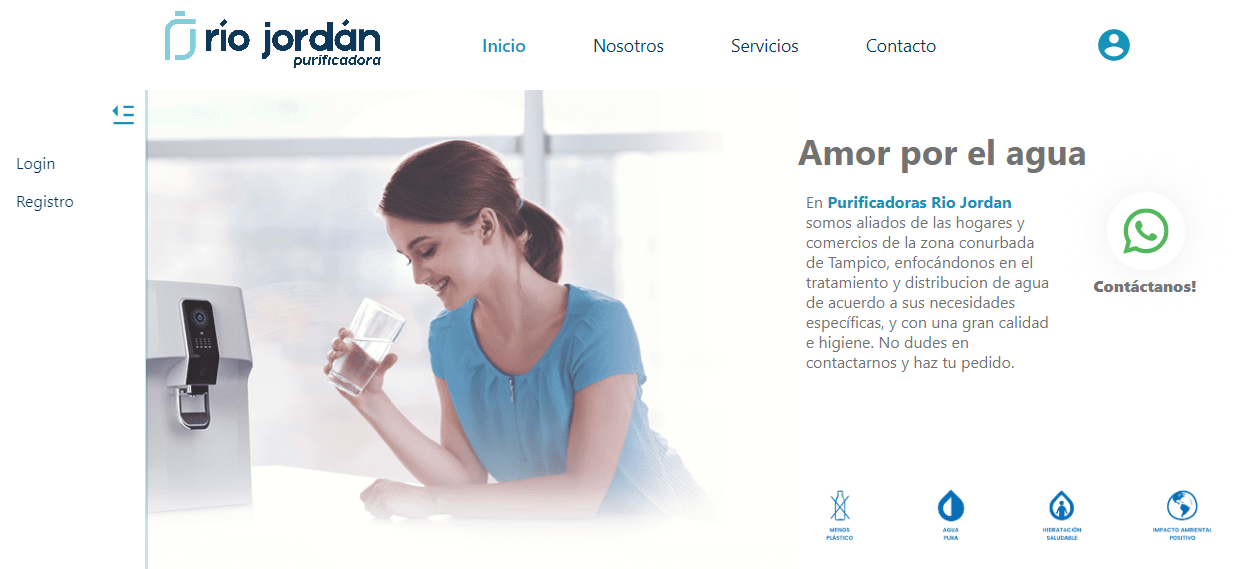 río jordán
purificadora
Inicio
Nosotros
Servicios
Contacto
Login
Registro
Amor por el agua
En Purificadoras Rio Jordan
somos aliados de las hogares y
comercios de la zona conurbada
de Tampico, enfocándonos en el
tratamiento y distribucion de agua
de acuerdo a sus necesidades
específicas, y con una gran calidad
e higiene. No dudes en
contactarnos y haz tu pedido.
Contáctanos!
MENOS
PLÁSTICO
AGUA
PURA
HIDRATACIÓN
SALUDABLE
IMPACTO AMBIENTAL
POSITIVO